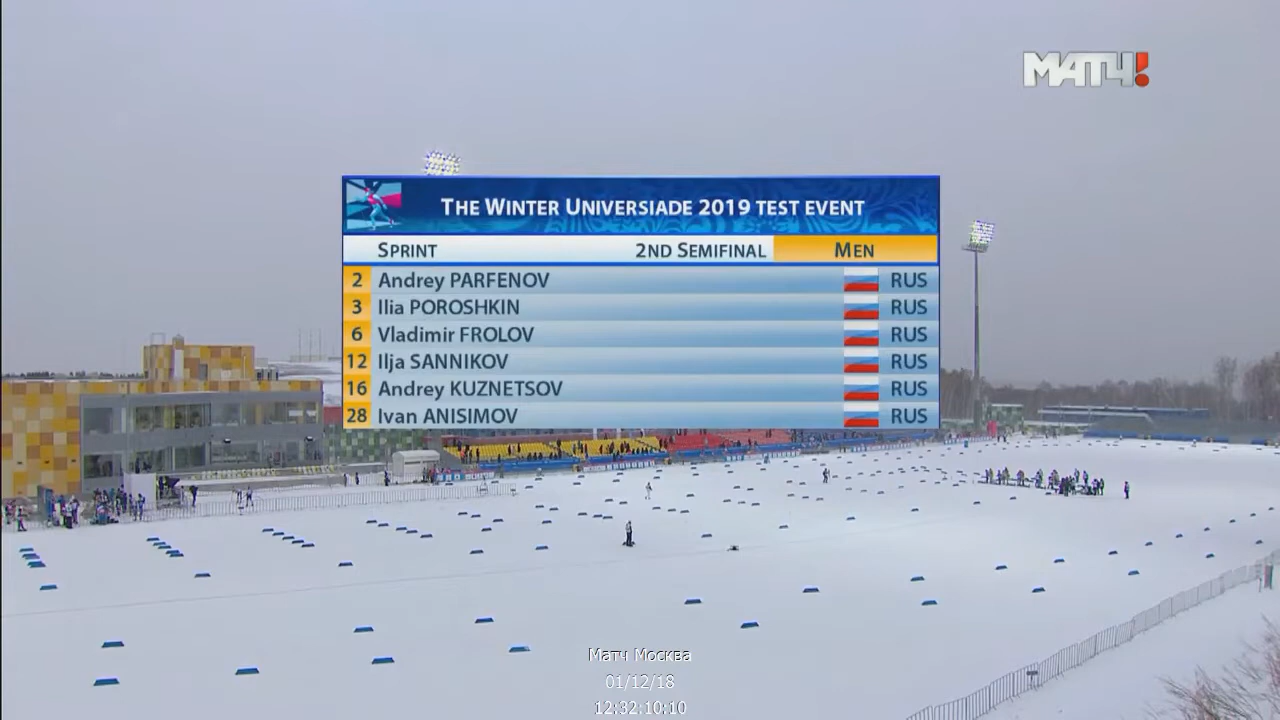 МАТЧ!
THE WINTER UNIVERSIADE 2019 TEST EVENT
SPRINT 2ND SEMIFINAL MEN
2 Andrey PARFENOV RUS
3 Ilia POROSHKIN RUS
6 Vladimir FROLOV RUS
12 Ilja SANNIKOV RUS
16 Andrey KUZNETSOV RUS
28 Ivan ANISIMOV RUS
Матч Москва
01/12/18
12:32:10:10